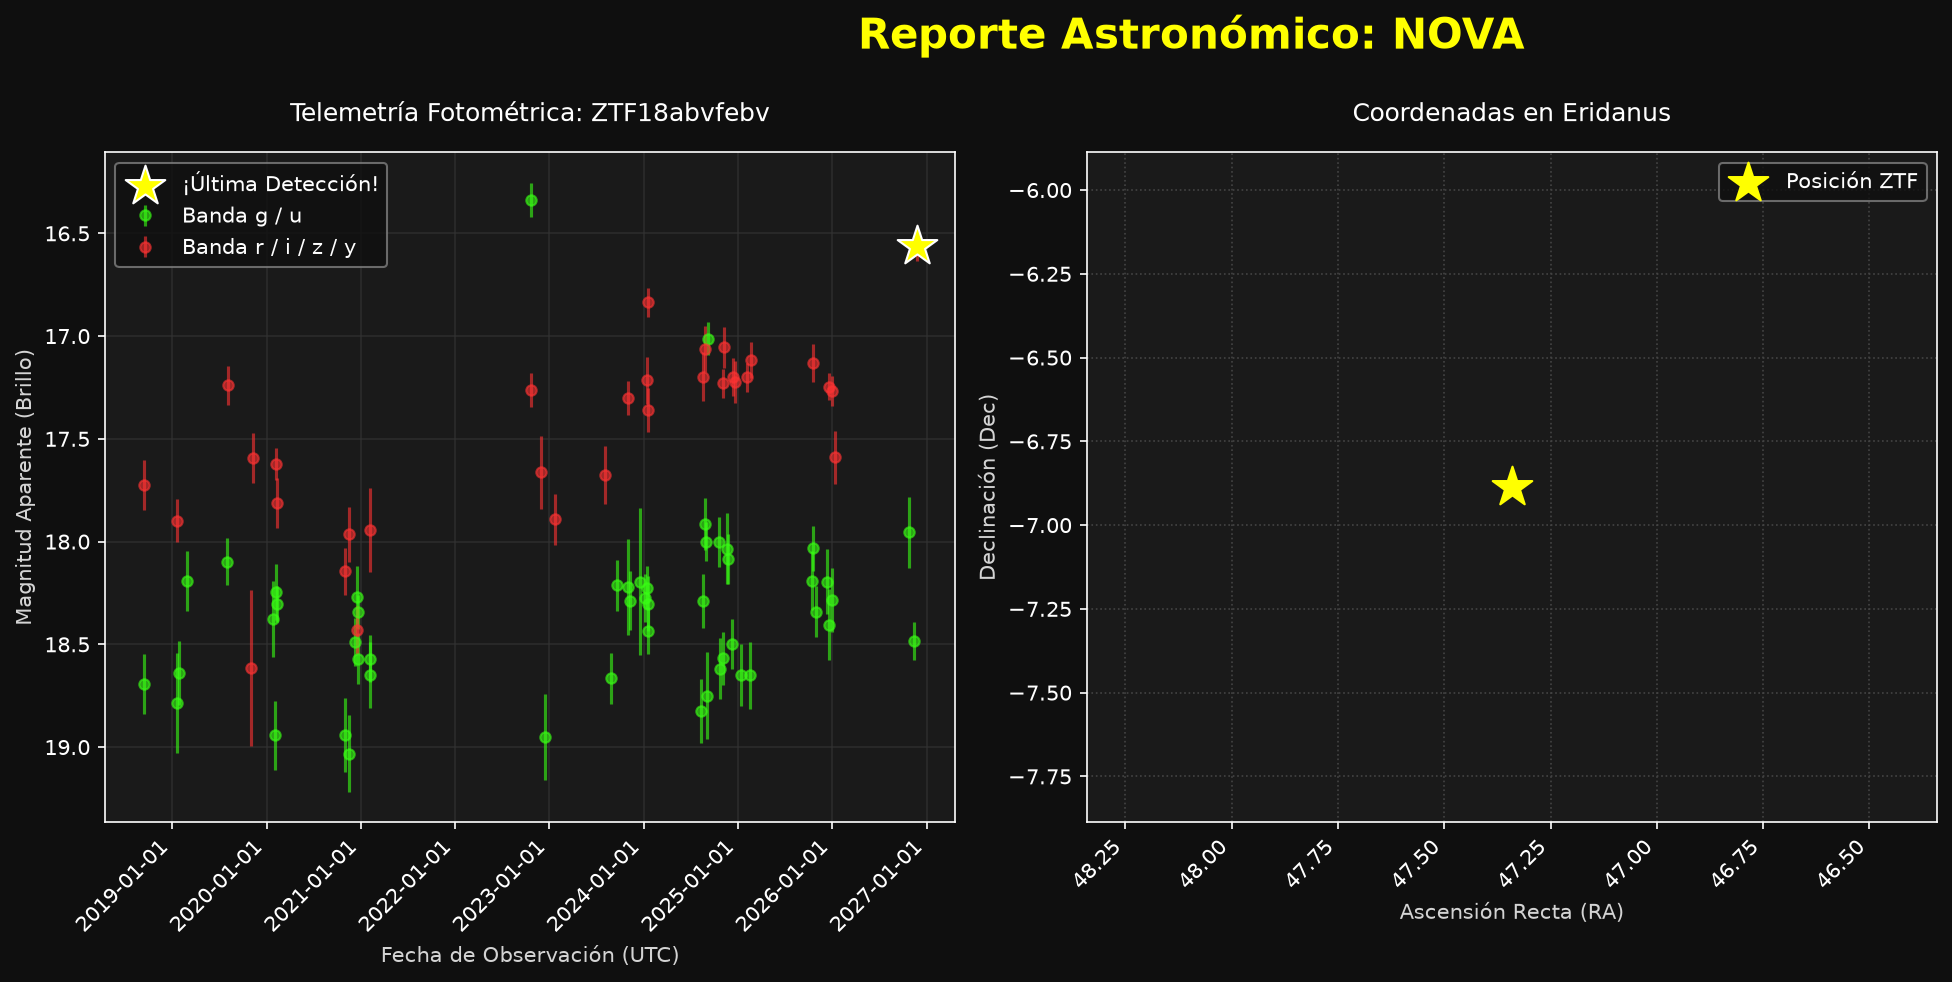 Reporte Astronómico: NOVA
Telemetría Fotométrica: ZTF18abvfebv
¡Última Detección!
Banda g / u
Banda r / i / z / y
Magnitud Aparente (Brillo)
16.5
17.0
17.5
18.0
18.5
19.0
2019-01-01
2020-01-01
2021-01-01
2022-01-01
2023-01-01
2024-01-01
2025-01-01
2026-01-01
2027-01-01
Fecha de Observación (UTC)
Coordenadas en Eridanus
Posición ZTF
Declinación (Dec)
−6.00
−6.25
−6.50
−6.75
−7.00
−7.25
−7.50
−7.75
48.25
48.00
47.75
47.50
47.25
47.00
46.75
46.50
Ascensión Recta (RA)